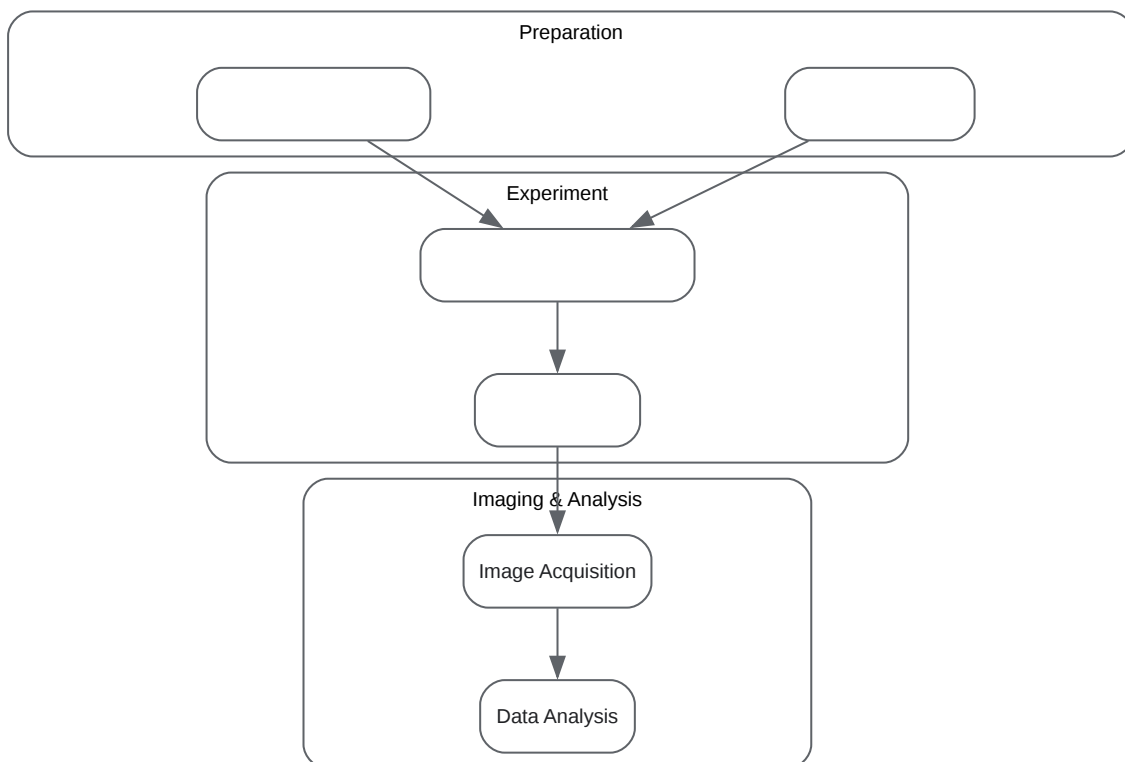 Preparation
Experiment
Imaging & Analysis
Image Acquisition
Data Analysis